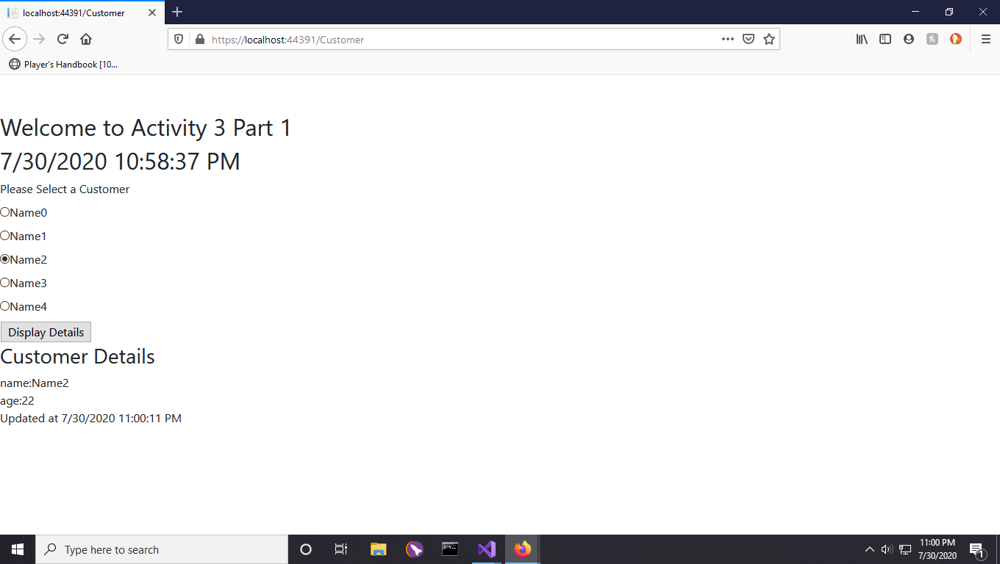 localhost:44391/Customer
https://localhost:44391/Customer
Player's Handbook [10...
Welcome to Activity 3 Part 1
7/30/2020 10:58:37 PM
Please Select a Customer
Name0
Name1
Name2
Name3
Name4
Display Details
Customer Details
name:Name2
age:22
Updated at 7/30/2020 11:00:11 PM
Type here to search
11:00 PM
7/30/2020
1